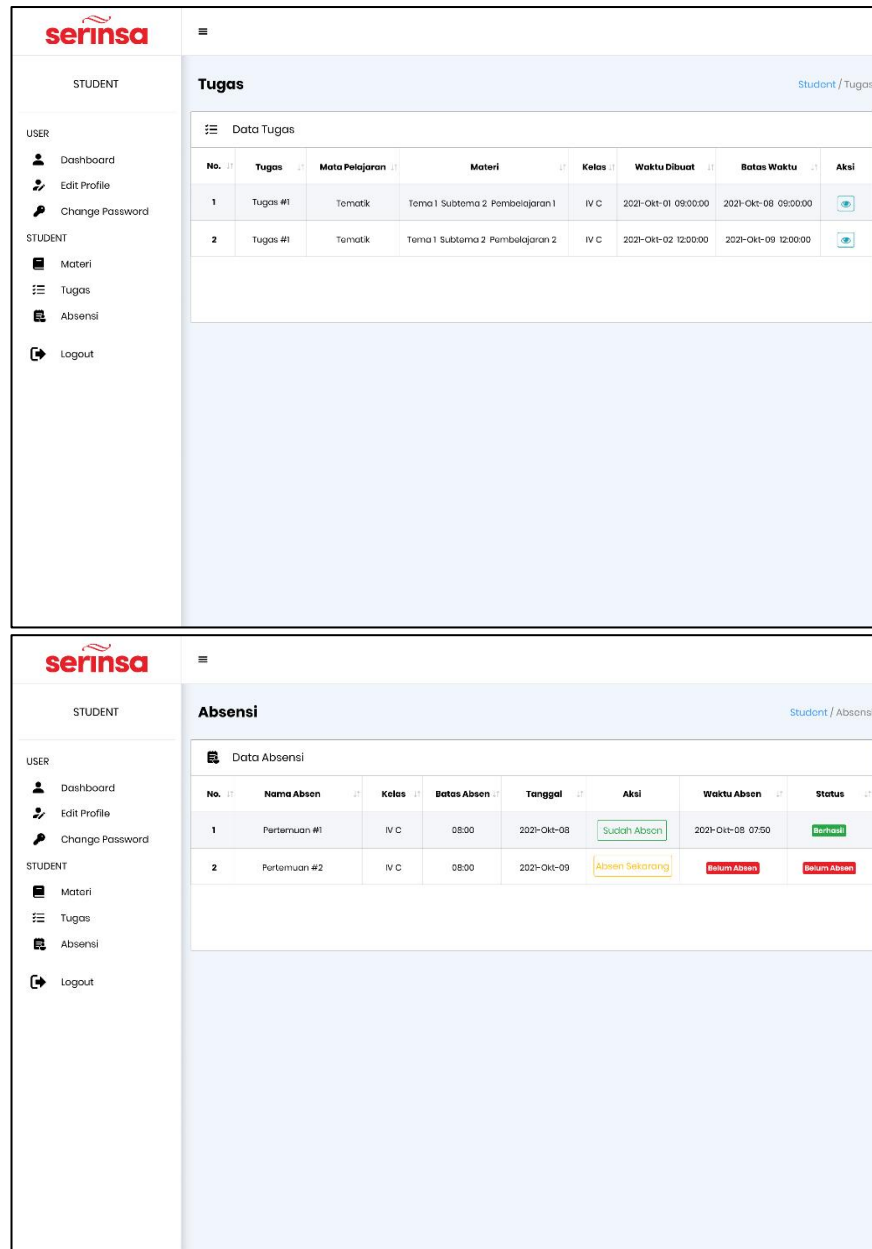 serinsa
STUDENT
USER
Dashboard
Edit Profile
Change Password
STUDENT
Materi
Tugas
Absensi
Logout
Tugas
Student / Tugas
Data Tugas
No. Tugas Mata Pelajaran Materi Kelas Waktu Dibuat Batas Waktu Aksi
1 Tugas #1 Tematik Tema 1 Subtema 2 Pembelajaran 1 IV C 2021-Okt-01 09:00:00 2021-Okt-08 09:00:00
2 Tugas #1 Tematik Tema 1 Subtema 2 Pembelajaran 2 IV C 2021-Okt-02 12:00:00 2021-Okt-09 12:00:00
serinsa
STUDENT
USER
Dashboard
Edit Profile
Change Password
STUDENT
Materi
Tugas
Absensi
Logout
Absensi
Student / Absensi
Data Absensi
No. Nama Absen Kelas Batas Absen Tanggal Aksi Waktu Absen Status
1 Pertemuan #1 IV C 08:00 2021-Okt-08 Sudah Absen 2021-Okt-08 07:50 Berhasil
2 Pertemuan #2 IV C 08:00 2021-Okt-09 Absen Sekarang Belum Absen Belum Absen